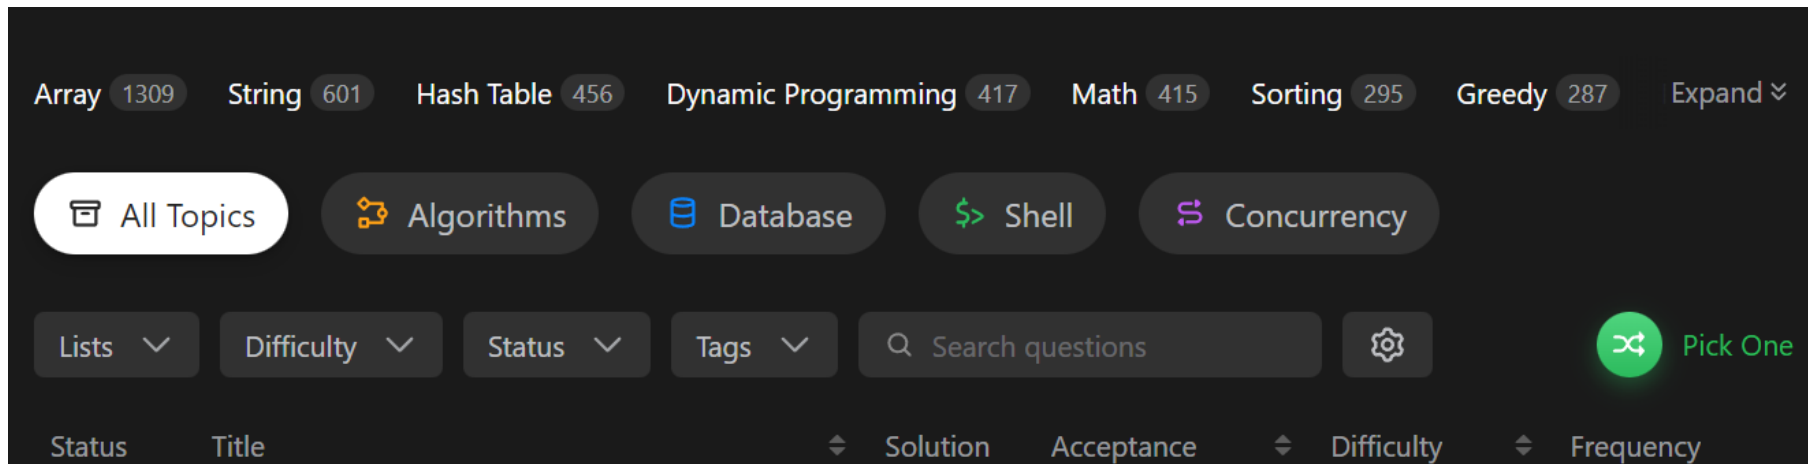 Array 1309 String 601 Hash Table 456 Dynamic Programming 417 Math 415 Sorting 295 Greedy 287 Expand
All Topics Algorithms Database $> Shell Concurrency
Lists Difficulty Status Tags Search questions Pick One
Status Title Solution Acceptance Difficulty Frequency